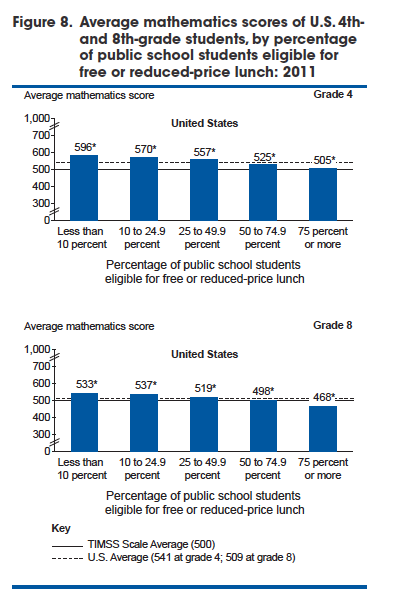 Figure 8. Average mathematics scores of U.S. 4th-
and 8th-grade students, by percentage
of public school students eligible for
free or reduced-price lunch: 2011
Average mathematics score Grade 4
United States
1,000
700
600
500
400
300
0
596* 570* 557* 525* 505*
Less than 10 to 24.9 25 to 49.9 50 to 74.9 75 percent
10 percent percent percent percent or more
Percentage of public school students
eligible for free or reduced-price lunch
Average mathematics score Grade 8
United States
1,000
700
600
500
400
300
0
533* 537* 519* 498* 468*
Less than 10 to 24.9 25 to 49.9 50 to 74.9 75 percent
10 percent percent percent percent or more
Percentage of public school students
eligible for free or reduced-price lunch
Key
TIMSS Scale Average (500)
U.S. Average (541 at grade 4; 509 at grade 8)